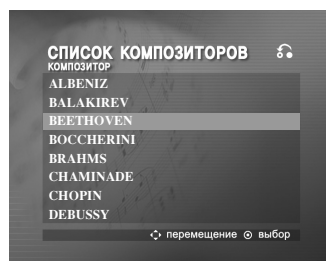 СПИСОК КОМПОЗИТОРОВ
КОМПОЗИТОР
ALBENIZ
BALAKIREV
BEETHOVEN
BOCCHERINI
BRAHMS
CHAMINADE
CHOPIN
DEBUSSY
перемещение выбор